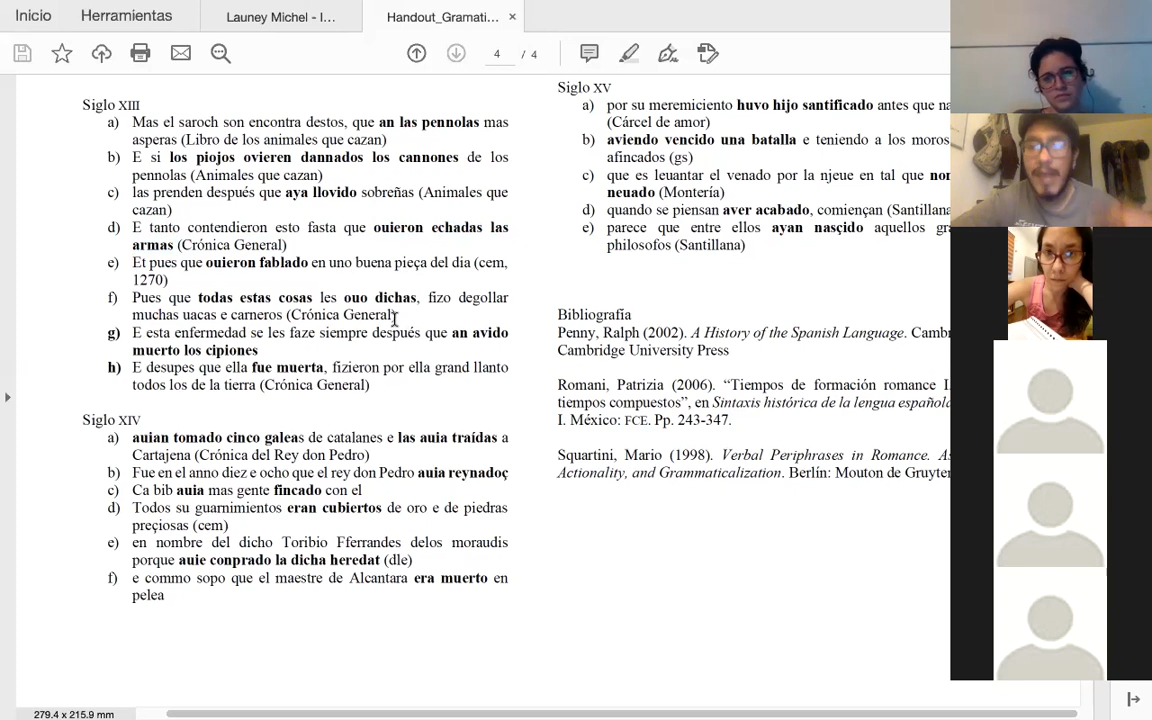 Inicio
Herramientas
Launey Michel - I...
Handout_Gramati...
4 / 4
Siglo XIII
a) Mas el saroch son encontra destos, que an las pennolas mas
asperas (Libro de los animales que cazan)
b) E si los piojos ovieren dannados los cannones de los
pennolas (Animales que cazan)
c) las prenden después que aya llovido sobreñas (Animales que
cazan)
d) E tanto contendieron esto fasta que ouieron echadas las
armas (Crónica General)
e) Et pues que ouieron fablado en uno buena pieça del dia (cem,
1270)
f) Pues que todas estas cosas les ouo dichas, fizo degollar
muchas uacas e carneros (Crónica General)
g) E esta enfermedad se les faze siempre después que an avido
muerto los cipiones
h) E desupes que ella fue muerta, fizieron por ella grand llanto
todos los de la tierra (Crónica General)
Siglo XIV
a) auian tomado cinco galeas de catalanes e las auia traídas a
Cartajena (Crónica del Rey don Pedro)
b) Fue en el anno diez e ocho que el rey don Pedro auia reynadoç
c) Ca bib auia mas gente fincado con el
d) Todos su guarnimientos eran cubiertos de oro e de piedras
preçiosas (cem)
e) en nombre del dicho Toribio Fferrandes delos moraudis
porque auie conprado la dicha heredat (dle)
f) e commo sopo que el maestre de Alcantara era muerto en
pelea
Siglo XV
a) por su meremiciento huvo hijo santificado antes que na
(Cárcel de amor)
b) aviendo vencido una batalla e teniendo a los moros
afincados (gs)
c) que es leuantar el venado por la njeue en tal que non
neuado (Montería)
d) quando se piensan aver acabado, comiençan (Santillana
e) parece que entre ellos ayan nasçido aquellos gra
philosofos (Santillana)
Bibliografía
Penny, Ralph (2002). A History of the Spanish Language. Camb
Cambridge University Press
Romani, Patrizia (2006). “Tiempos de formación romance I.
tiempos compuestos”, en Sintaxis histórica de la lengua española
I. México: FCE. Pp. 243-347.
Squartini, Mario (1998). Verbal Periphrases in Romance. As
Actionality, and Grammaticalization. Berlín: Mouton de Gruyter
279.4 x 215.9 mm